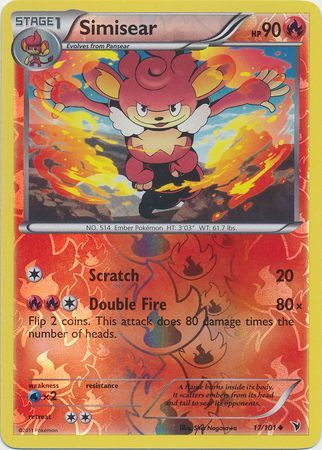 STAGE1
Simisear
HP 90
Evolves from Pansear
NO. 514 Ember Pokémon HT: 3'03" WT: 61.7 lbs.
Scratch 20
Double Fire 80×
Flip 2 coins. This attack does 80 damage times the
number of heads.
weakness resistance
×2
retreat
A flame burns inside its body.
It scatters embers from its head
and tail to sear its opponents.
©2011 Pokémon
Illus. Shin Nagasawa
17/101